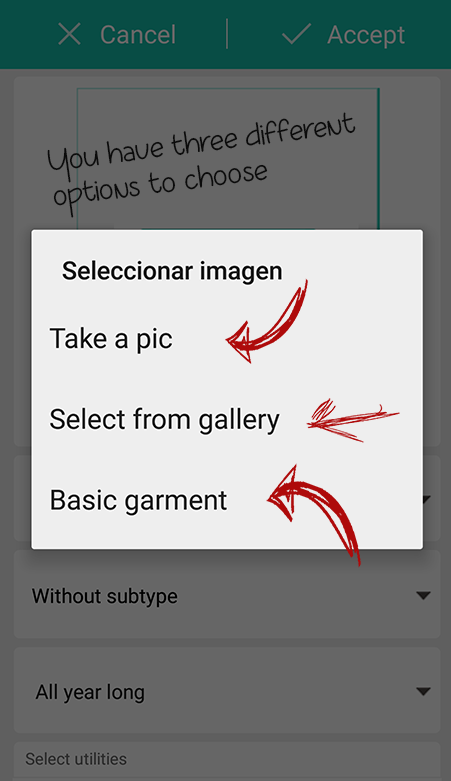 Cancel | Accept
You have three different
options to choose
Seleccionar imagen
Take a pic
Select from gallery
Basic garment
Without subtype
All year long
Select utilities